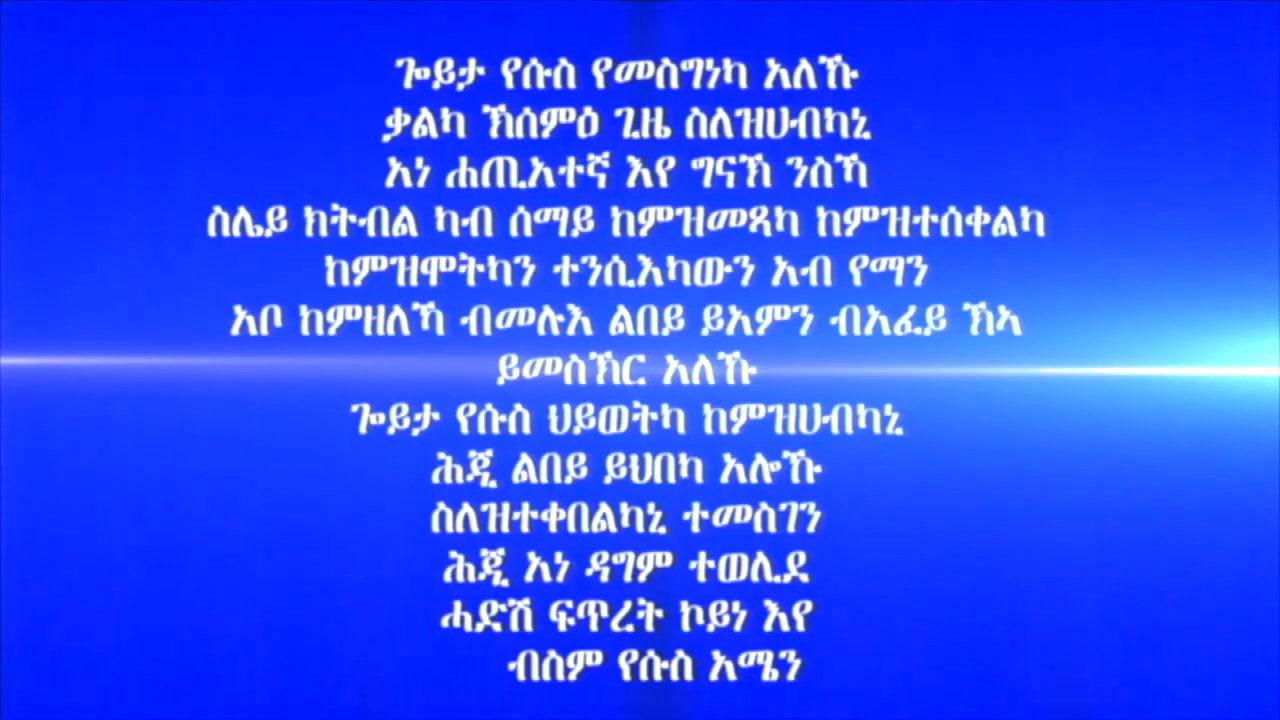 ጐይታ የሱስ የመስግነካ አለኹ
ቃልካ ኽሰምዕ ጊዜ ስለዝሀብካኒ
አነ ሐጢአተኛ እየ ግናኽ ንስኻ
ስሌይ ክትብል ካብ ሰማይ ከምዝመጻካ ከምዝተሰቀልካ
ከምዝሞትካን ተንሲእካውን አብ የማን
አቦ ከምዘለኻ ብመሉእ ልበይ ይአምን ብአፈይ ኽኣ
ይመስኽር አለኹ
ጐይታ የሱስ ህይወትካ ከምዝሀብካኒ
ሕጂ ልበይ ይህበካ አሎኹ
ስለዝተቀበልካኒ ተመስገን
ሕጂ አነ ዳግም ተወሊደ
ሓድሽ ፍጥረት ኮይነ እየ
ብስም የሱስ አሜን